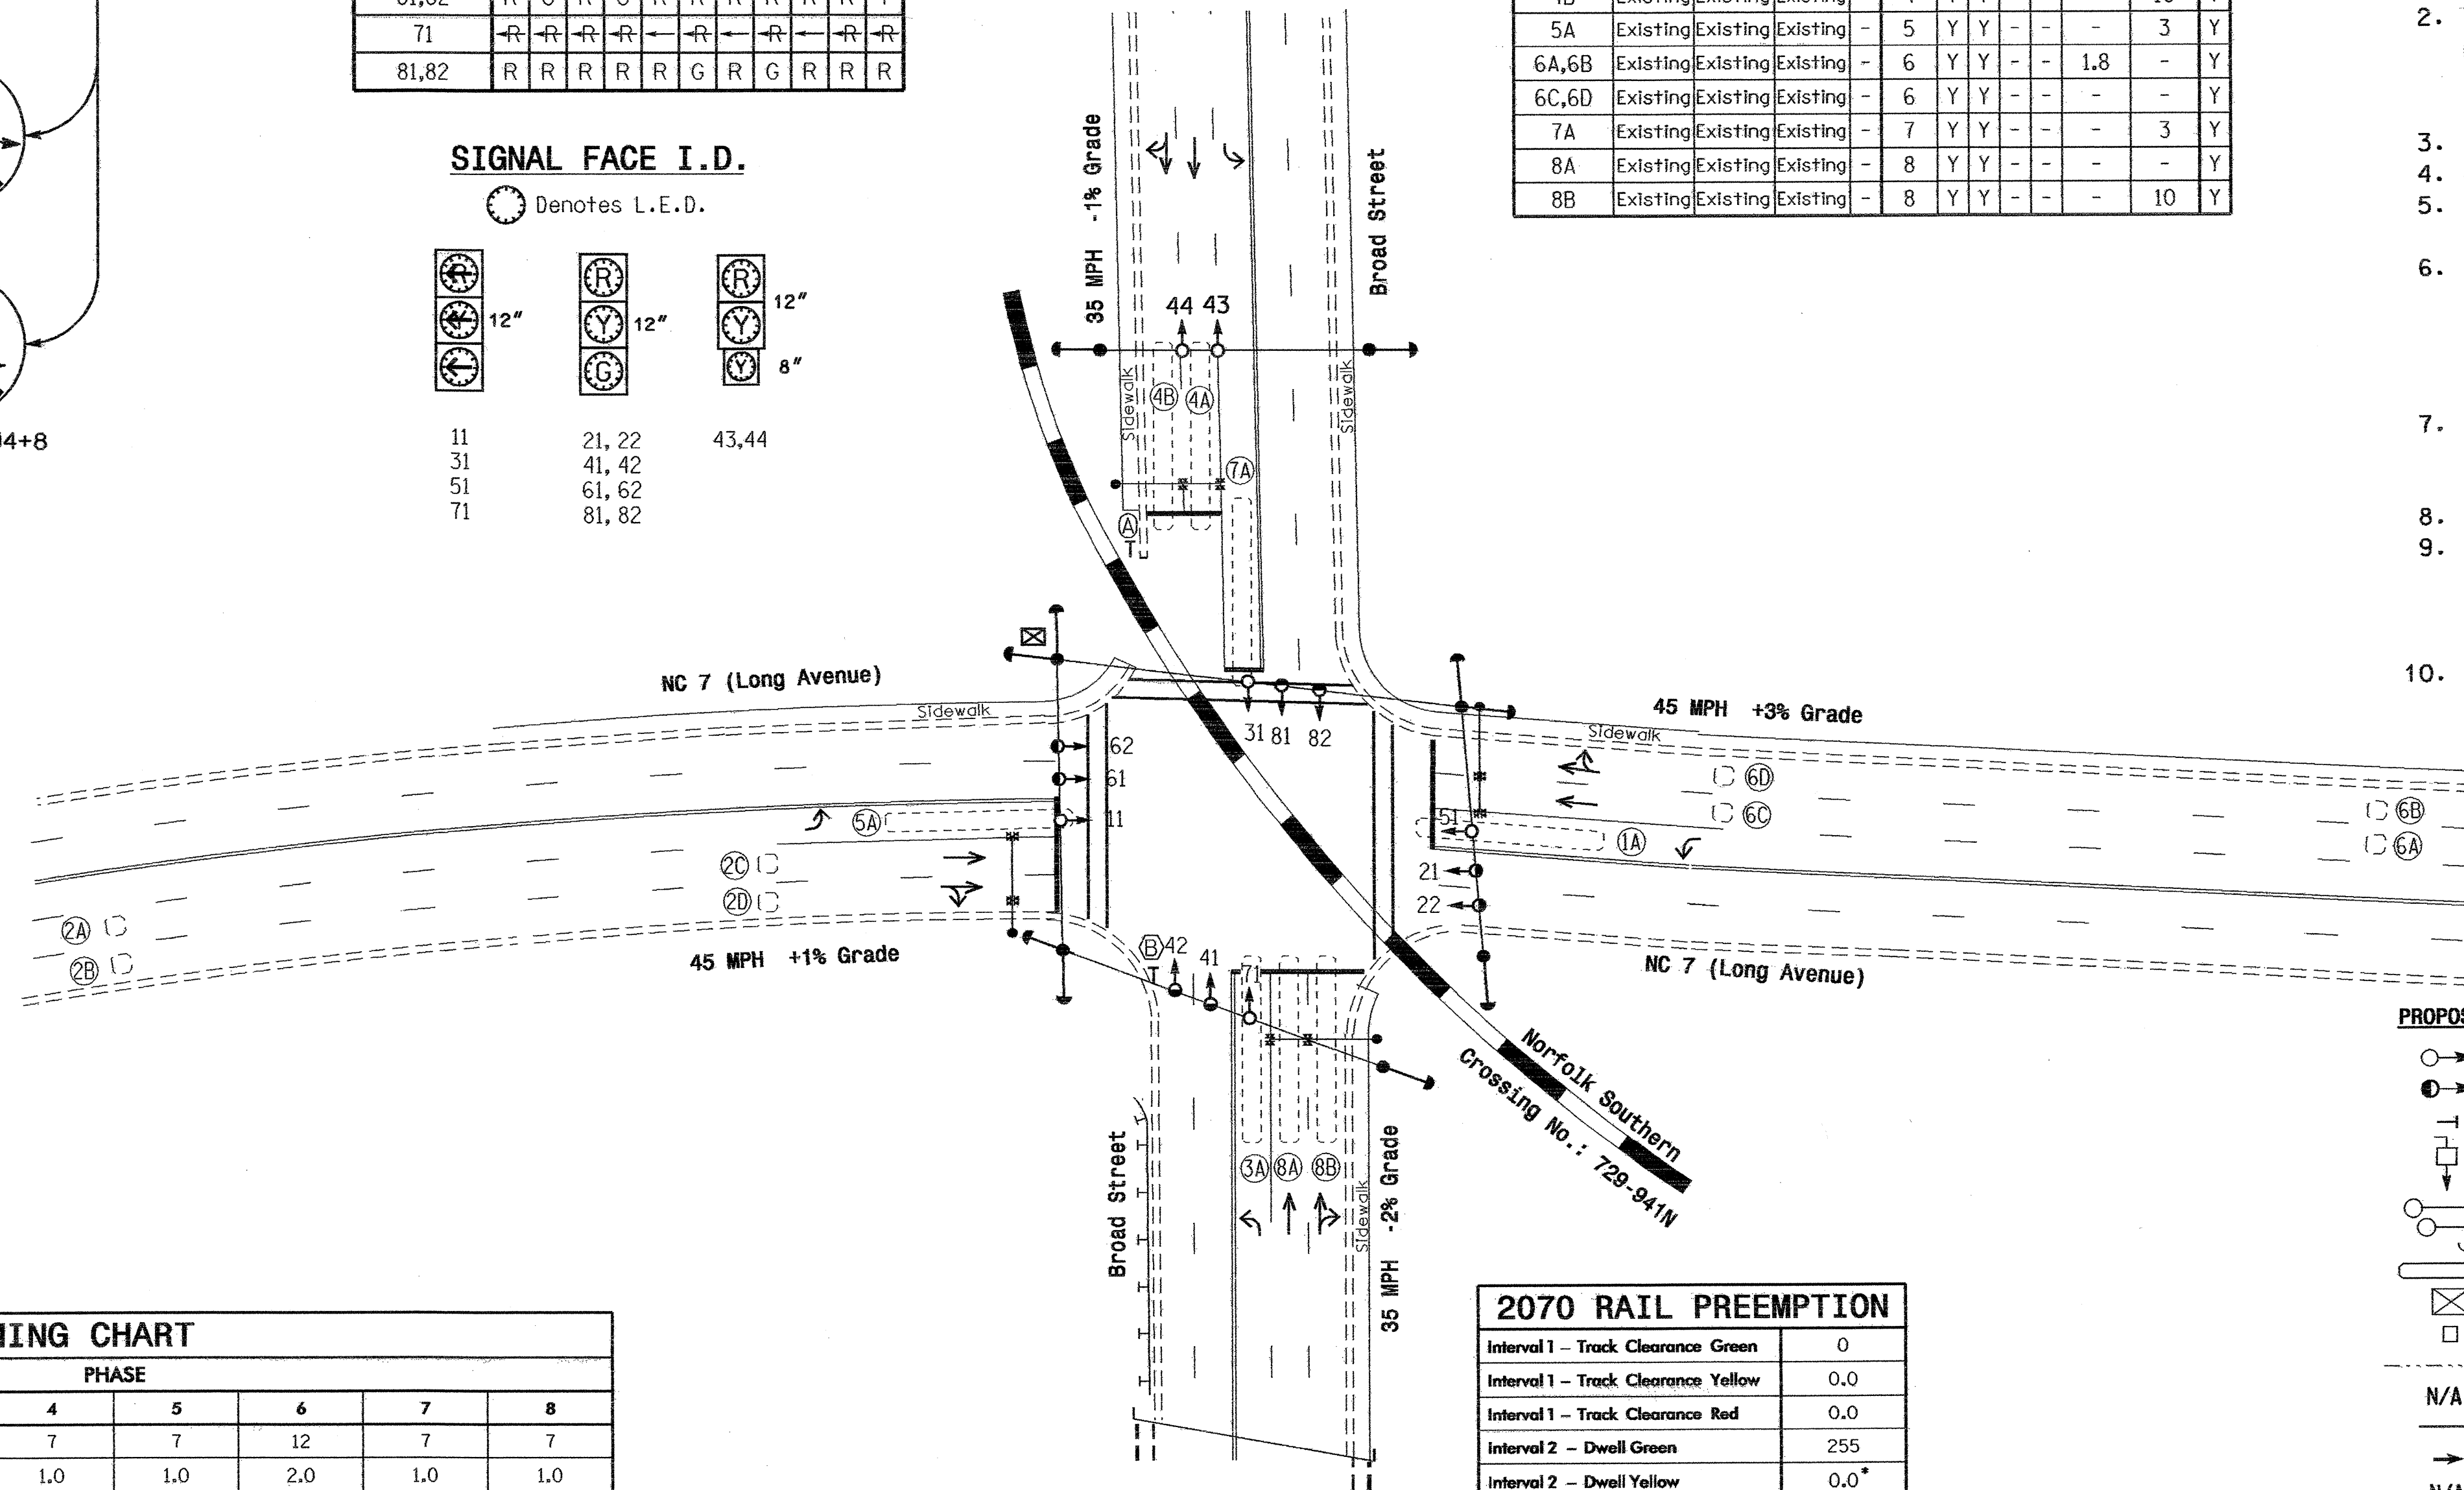 71 R R R R ← R ← R ← R R
81,82 R R R R R G R G R R R
SIGNAL FACE I.D.
Denotes L.E.D.
R
Y
12"
R
Y
G
12"
R
Y
Y
12"
8"
11 21, 22 43,44
31 41, 42
51 61, 62
71 81, 82
04+8
5A Existing Existing Existing - 5 Y Y - - - 3 Y
6A,6B Existing Existing Existing - 6 Y Y - - 1.8 - Y
6C,6D Existing Existing Existing - 6 Y Y - - - - Y
7A Existing Existing Existing - 7 Y Y - - - 3 Y
8A Existing Existing Existing - 8 Y Y - - - - Y
8B Existing Existing Existing - 8 Y Y - - - 10 Y
2.
3.
4.
5.
6.
7.
8.
9.
10.
35 MPH -1% Grade
Broad Street
44 43
Sidewalk
Sidewalk
4B 4A
7A
A
T
NC 7 (Long Avenue)
Sidewalk
62
61
11
5A
2C
2D
2A
2B
45 MPH +1% Grade
31 81 82
45 MPH +3% Grade
Sidewalk
6D
6C
6B
6A
51
1A
21
22
NC 7 (Long Avenue)
B 42
T
41
71
3A 8A 8B
Broad Street
Sidewalk
35 MPH -2% Grade
Norfolk Southern
Crossing No.: 729-941N
PROPOS
N/A
MING CHART
PHASE
4 5 6 7 8
7 7 12 7 7
1.0 1.0 2.0 1.0 1.0
2070 RAIL PREEMPTION
Interval 1 - Track Clearance Green 0
Interval 1 - Track Clearance Yellow 0.0
Interval 1 - Track Clearance Red 0.0
Interval 2 - Dwell Green 255
Interval 2 - Dwell Yellow 0.0*